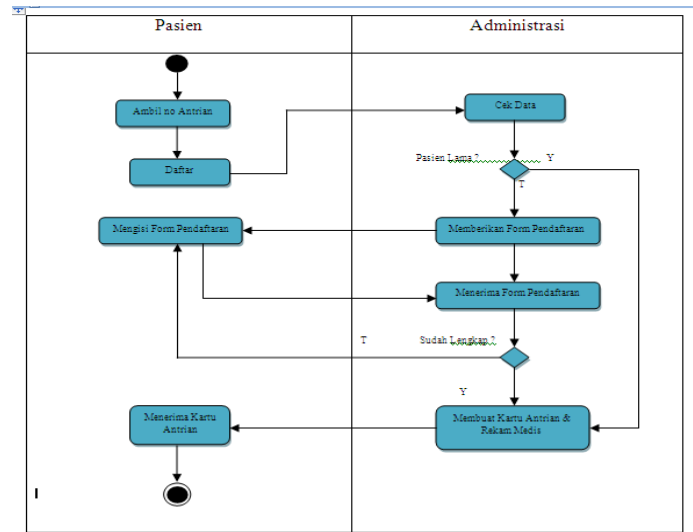 Pasien
Administrasi
Ambil no Antrian
Cek Data
Daftar
Pasien Lama ?
Y
T
Mengisi Form Pendaftaran
Memberikan Form Pendaftaran
Menerima Form Pendaftaran
T
Sudah Lengkap ?
Y
Menerima Kartu
Antrian
Membuat Kartu Antrian &
Rekam Medis